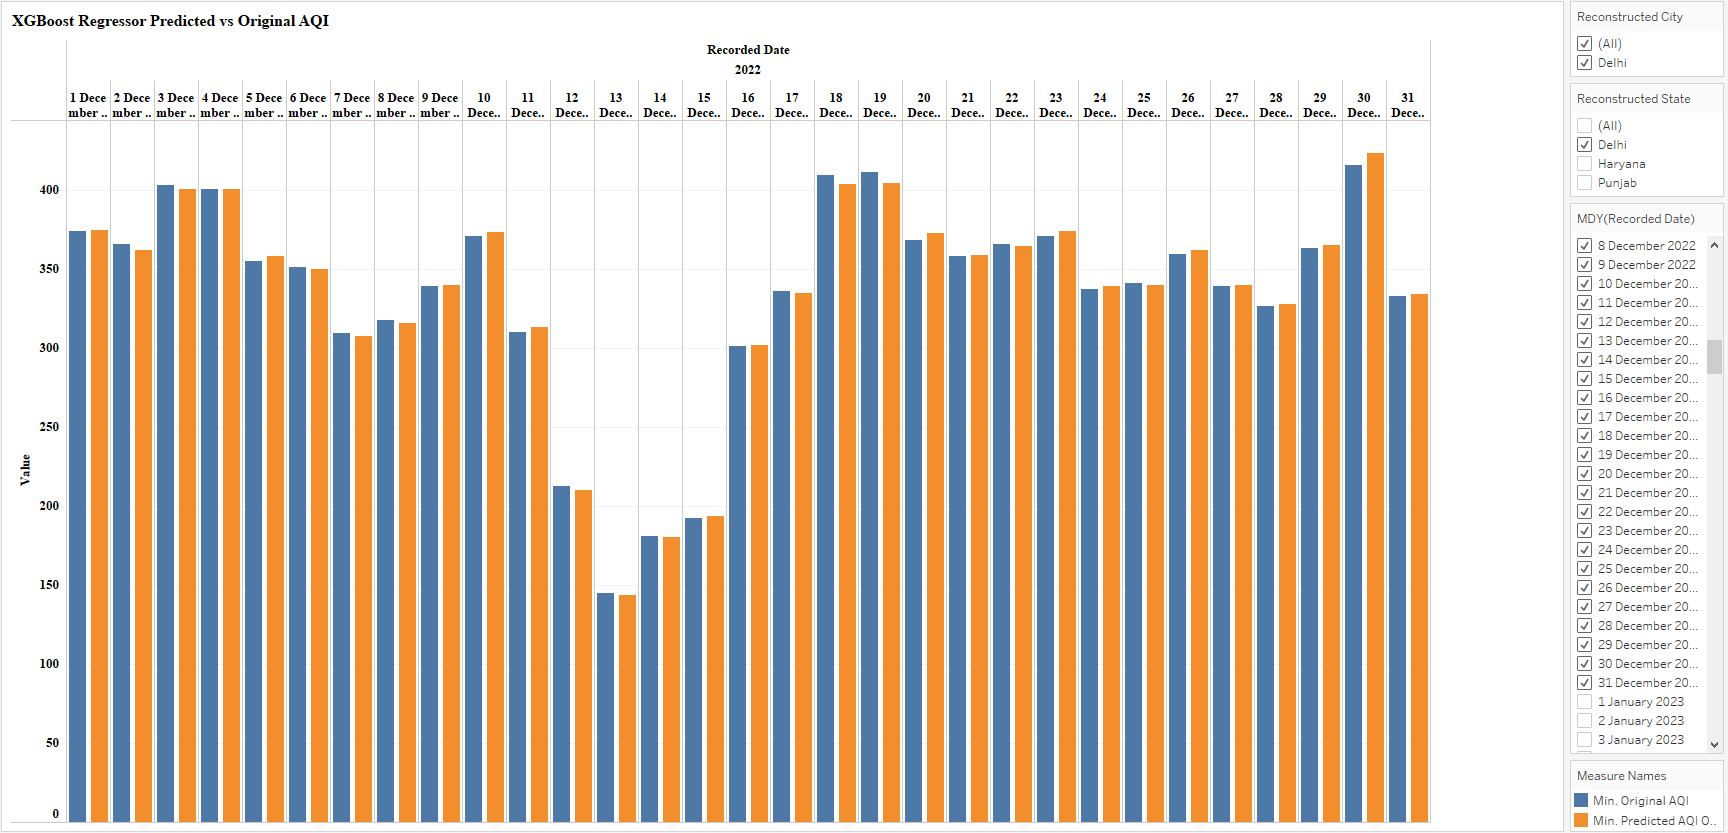 XGBoost Regressor Predicted vs Original AQI
Recorded Date
2022
1 Dece 2 Dece 3 Dece 4 Dece 5 Dece 6 Dece 7 Dece 8 Dece 9 Dece 10 11 12 13 14 15 16 17 18 19 20 21 22 23 24 25 26 27 28 29 30 31
mber .. mber .. mber .. mber .. mber .. mber .. mber .. mber .. mber .. Dece.. Dece.. Dece.. Dece.. Dece.. Dece.. Dece.. Dece.. Dece.. Dece.. Dece.. Dece.. Dece.. Dece.. Dece.. Dece.. Dece.. Dece.. Dece.. Dece.. Dece.. Dece..
400
350
300
250
200
150
100
50
0
Value
Reconstructed City
(All)
Delhi
Reconstructed State
(All)
Delhi
Haryana
Punjab
MDY(Recorded Date)
8 December 2022
9 December 2022
10 December 20...
11 December 20...
12 December 20...
13 December 20...
14 December 20...
15 December 20...
16 December 20...
17 December 20...
18 December 20...
19 December 20...
20 December 20...
21 December 20...
22 December 20...
23 December 20...
24 December 20...
25 December 20...
26 December 20...
27 December 20...
28 December 20...
29 December 20...
30 December 20...
31 December 20...
1 January 2023
2 January 2023
3 January 2023
Measure Names
Min. Original AQI
Min. Predicted AQI O..